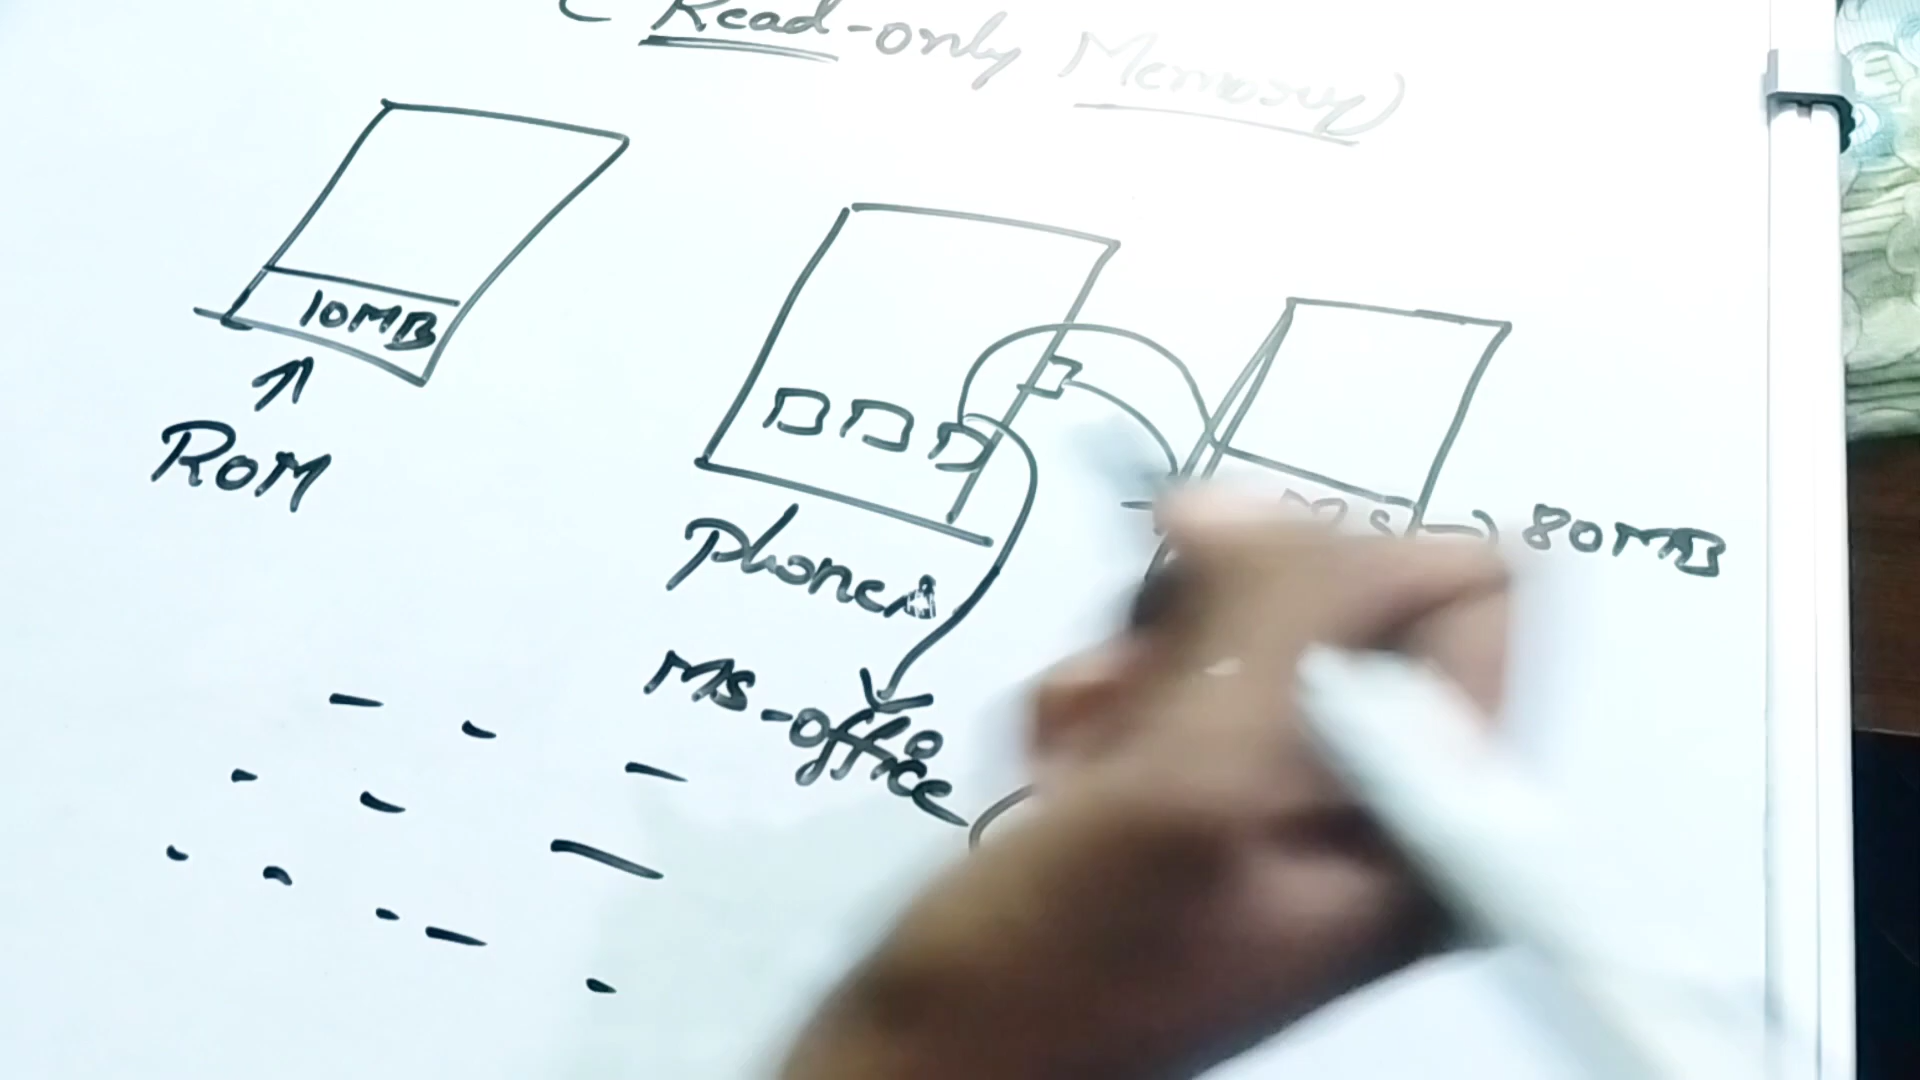 ( Read-only Memory)
10MB
ROM
Phone
80MB
MS-office